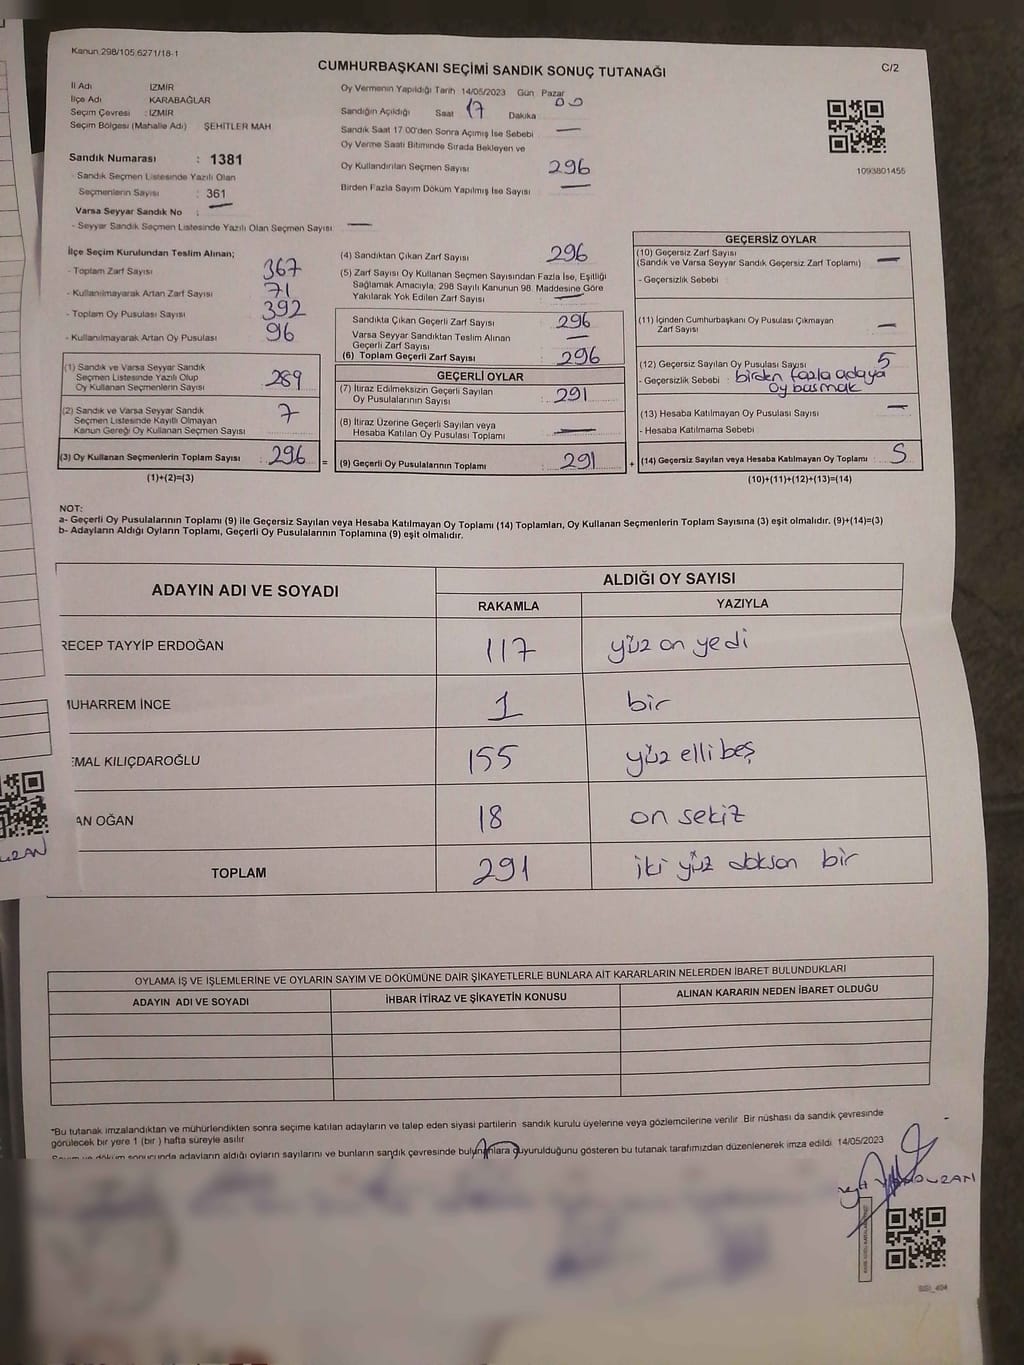 Kanun 298/105,6271/18-1
CUMHURBAŞKANI SEÇİMİ SANDIK SONUÇ TUTANAĞI
C/2
İl Adı İZMİR
İlçe Adı KARABAĞLAR
Seçim Çevresi : İZMİR
Seçim Bölgesi (Mahalle Adı) ŞEHİTLER MAH
Sandık Numarası : 1381
- Sandık Seçmen Listesinde Yazılı Olan
Seçmenlerin Sayısı : 361
Varsa Seyyar Sandık No : —
- Seyyar Sandık Seçmen Listesinde Yazılı Olan Seçmen Sayısı —
Oy Vermenin Yapıldığı Tarih 14/05/2023 Gün Pazar
Sandığın Açıldığı Saat 17 Dakika 00
Sandık Saat 17 00'den Sonra Açımış İse Sebebi —
Oy Verme Saati Bitiminde Sırada Bekleyen ve
Oy Kullandırılan Seçmen Sayısı 296
Birden Fazla Sayım Döküm Yapılmış İse Sayısı —
1093801455
İlçe Seçim Kurulundan Teslim Alınan;
- Toplam Zarf Sayısı 367
- Kullanılmayarak Artan Zarf Sayısı 71
- Toplam Oy Pusulası Sayısı 392
- Kullanılmayarak Artan Oy Pusulası 96
(1) Sandık ve Varsa Seyyar Sandık
Seçmen Listesinde Yazılı Olup
Oy Kullanan Seçmenlerin Sayısı 289
(2) Sandık ve Varsa Seyyar Sandık
Seçmen Listesinde Kayıtlı Olmayan
Kanun Gereği Oy Kullanan Seçmen Sayısı 7
(3) Oy Kullanan Seçmenlerin Toplam Sayısı 296 =
(1)+(2)=(3)
(4) Sandıktan Çıkan Zarf Sayısı 296
(5) Zarf Sayısı Oy Kullanan Seçmen Sayısından Fazla İse, Eşitliği
Sağlamak Amacıyla, 298 Sayılı Kanunun 98. Maddesine Göre
Yakılarak Yok Edilen Zarf Sayısı —
Sandıkta Çıkan Geçerli Zarf Sayısı 296
Varsa Seyyar Sandıktan Teslim Alınan
Geçerli Zarf Sayısı —
(6) Toplam Geçerli Zarf Sayısı 296
GEÇERLİ OYLAR
(7) İtiraz Edilmeksizin Geçerli Sayılan
Oy Pusulalarının Sayısı 291
(8) İtiraz Üzerine Geçerli Sayılan veya
Hesaba Katılan Oy Pusulası Toplamı —
(9) Geçerli Oy Pusulalarının Toplamı 291 +
GEÇERSİZ OYLAR
(10) Geçersiz Zarf Sayısı
(Sandık ve Varsa Seyyar Sandık Geçersiz Zarf Toplamı) —
- Geçersizlik Sebebi
(11) İçinden Cumhurbaşkanı Oy Pusulası Çıkmayan
Zarf Sayısı —
(12) Geçersiz Sayılan Oy Pusulası Sayısı 5
- Geçersizlik Sebebi : birden fazla adaya
oy basmak
(13) Hesaba Katılmayan Oy Pusulası Sayısı —
- Hesaba Katılmama Sebebi
(14) Geçersiz Sayılan veya Hesaba Katılmayan Oy Toplamı : 5
(10)+(11)+(12)+(13)=(14)
NOT:
a- Geçerli Oy Pusulalarının Toplamı (9) ile Geçersiz Sayılan veya Hesaba Katılmayan Oy Toplamı (14) Toplamları, Oy Kullanan Seçmenlerin Toplam Sayısına (3) eşit olmalıdır. (9)+(14)=(3)
b- Adayların Aldığı Oyların Toplamı, Geçerli Oy Pusulalarının Toplamına (9) eşit olmalıdır.
ADAYIN ADI VE SOYADI
ALDIĞI OY SAYISI
RAKAMLA YAZIYLA
RECEP TAYYİP ERDOĞAN 117 yüz on yedi
MUHARREM İNCE 1 bir
EMAL KILIÇDAROĞLU 155 yüz elli beş
AN OĞAN 18 on sekiz
TOPLAM 291 iki yüz doksan bir
OYLAMA İŞ VE İŞLEMLERİNE VE OYLARIN SAYIM VE DÖKÜMÜNE DAİR ŞİKAYETLERLE BUNLARA AİT KARARLARIN NELERDEN İBARET BULUNDUKLARI
ADAYIN ADI VE SOYADI İHBAR İTİRAZ VE ŞİKAYETİN KONUSU ALINAN KARARIN NEDEN İBARET OLDUĞU
"Bu tutanak imzalandıktan ve mühürlendikten sonra seçime katılan adayların ve talep eden siyasi partilerin sandık kurulu üyelerine veya gözlemcilerine verilir Bir nüshası da sandık çevresinde
görülecek bir yere 1 (bir) hafta süreyle asılır
Sayım ve döküm sonucunda adayların aldığı oyların sayılarını ve bunların sandık çevresinde bulunanlara duyurulduğunu gösteren bu tutanak tarafımızdan düzenlenerek imza edildi 14/05/2023